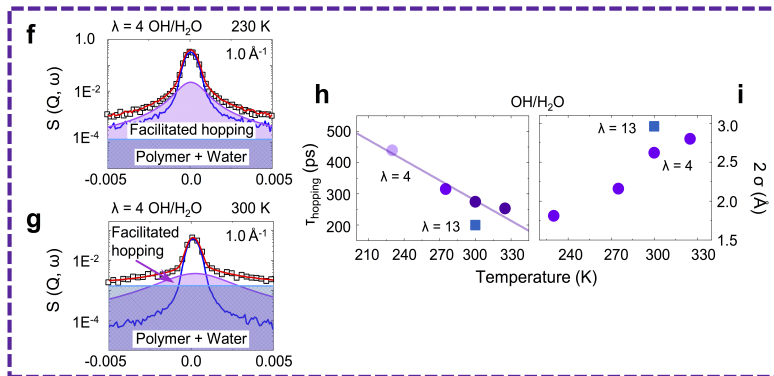 f
λ = 4 OH/H2O 230 K
1.0
1.0 Å-1
1E-2
1E-4
S (Q, ω)
Facilitated hopping
Polymer + Water
-0.005 0.0 0.005
g
λ = 4 OH/H2O 300 K
Facilitated
hopping
1.0 Å-1
1E-2
1E-4
S (Q, ω)
Polymer + Water
-0.005 0.0 0.005
h
OH/H2O
i
500
400
300
200
τhopping (ps)
λ = 4
λ = 13
210 240 270 300 330
λ = 13
λ = 4
3.0
2.5
2.0
1.5
2 σ (Å)
230 270 300 330
Temperature (K)